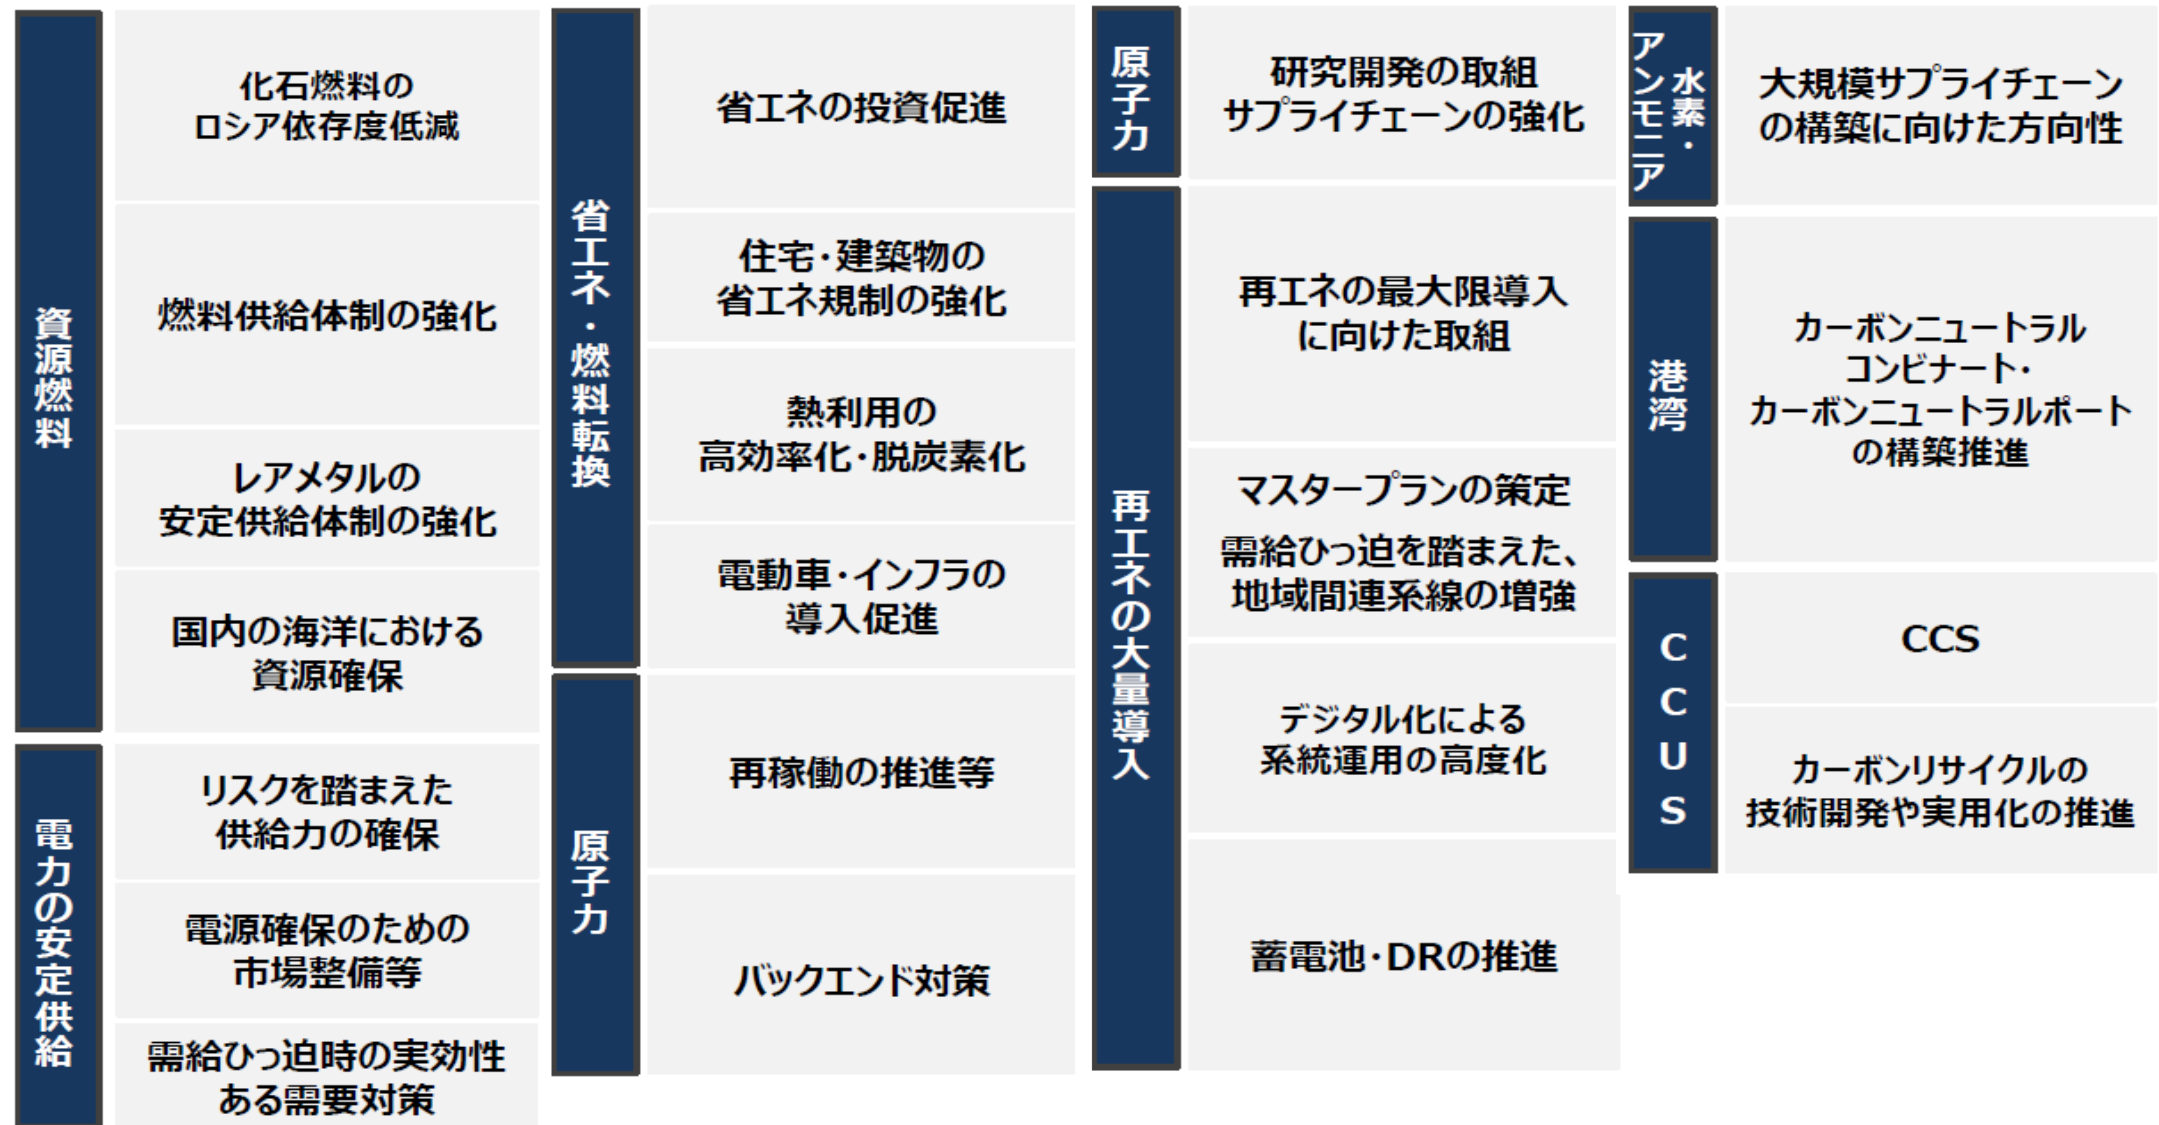 資源燃料
化石燃料の
ロシア依存度低減
燃料供給体制の強化
レアメタルの
安定供給体制の強化
国内の海洋における
資源確保
電力の安定供給
リスクを踏まえた
供給力の確保
電源確保のための
市場整備等
需給ひっ迫時の実効性
ある需要対策
省エネ・燃料転換
省エネの投資促進
住宅・建築物の
省エネ規制の強化
熱利用の
高効率化・脱炭素化
電動車・インフラの
導入促進
原子力
再稼働の推進等
バックエンド対策
原子力
研究開発の取組
サプライチェーンの強化
再エネの大量導入
再エネの最大限導入
に向けた取組
マスタープランの策定
需給ひっ迫を踏まえた、
地域間連系線の増強
デジタル化による
系統運用の高度化
蓄電池・DRの推進
水素・
アンモニア
大規模サプライチェーン
の構築に向けた方向性
港湾
カーボンニュートラル
コンビナート・
カーボンニュートラルポート
の構築推進
CCUS
CCS
カーボンリサイクルの
技術開発や実用化の推進